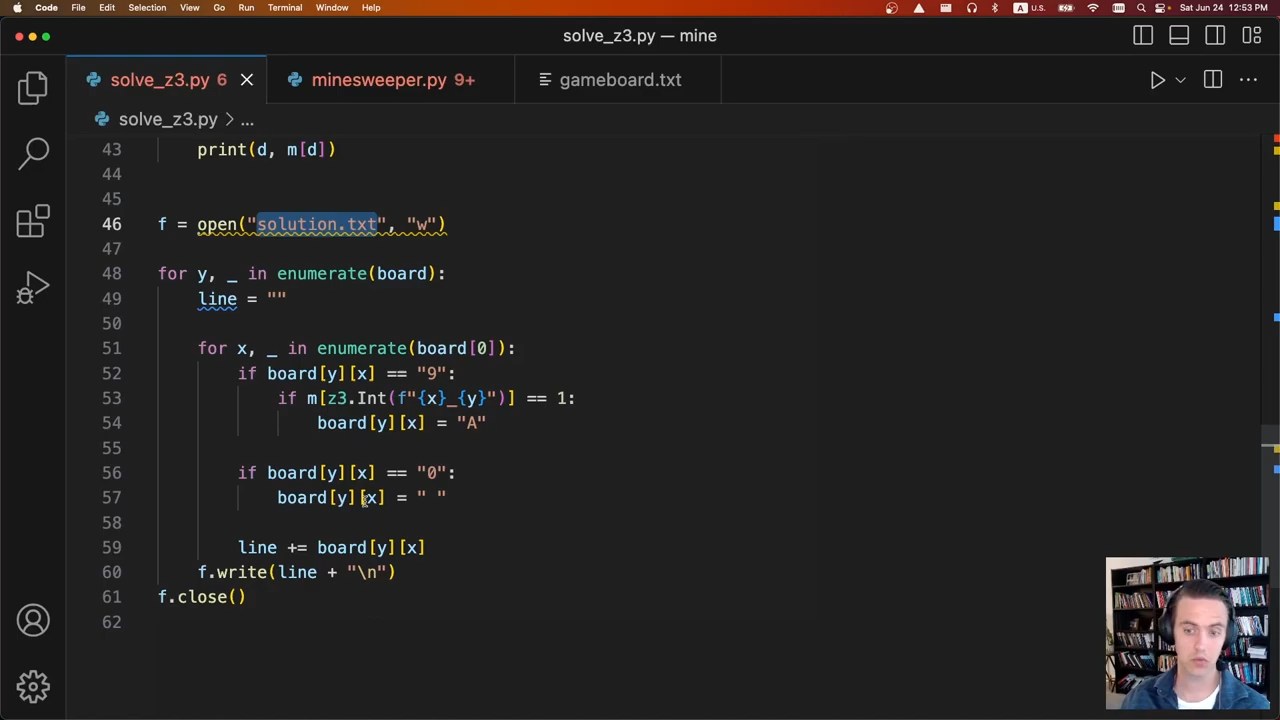 Code File Edit Selection View Go Run Terminal Window Help A U.S. Sat Jun 24 12:53 PM
solve_z3.py — mine
solve_z3.py 6 minesweeper.py 9+ gameboard.txt
solve_z3.py > ...
43 print(d, m[d])
44
45
46 f = open("solution.txt", "w")
47
48 for y, _ in enumerate(board):
49 line = ""
50
51 for x, _ in enumerate(board[0]):
52 if board[y][x] == "9":
53 if m[z3.Int(f"{x}_{y}")] == 1:
54 board[y][x] = "A"
55
56 if board[y][x] == "0":
57 board[y][x] = " "
58
59 line += board[y][x]
60 f.write(line + "\n")
61 f.close()
62